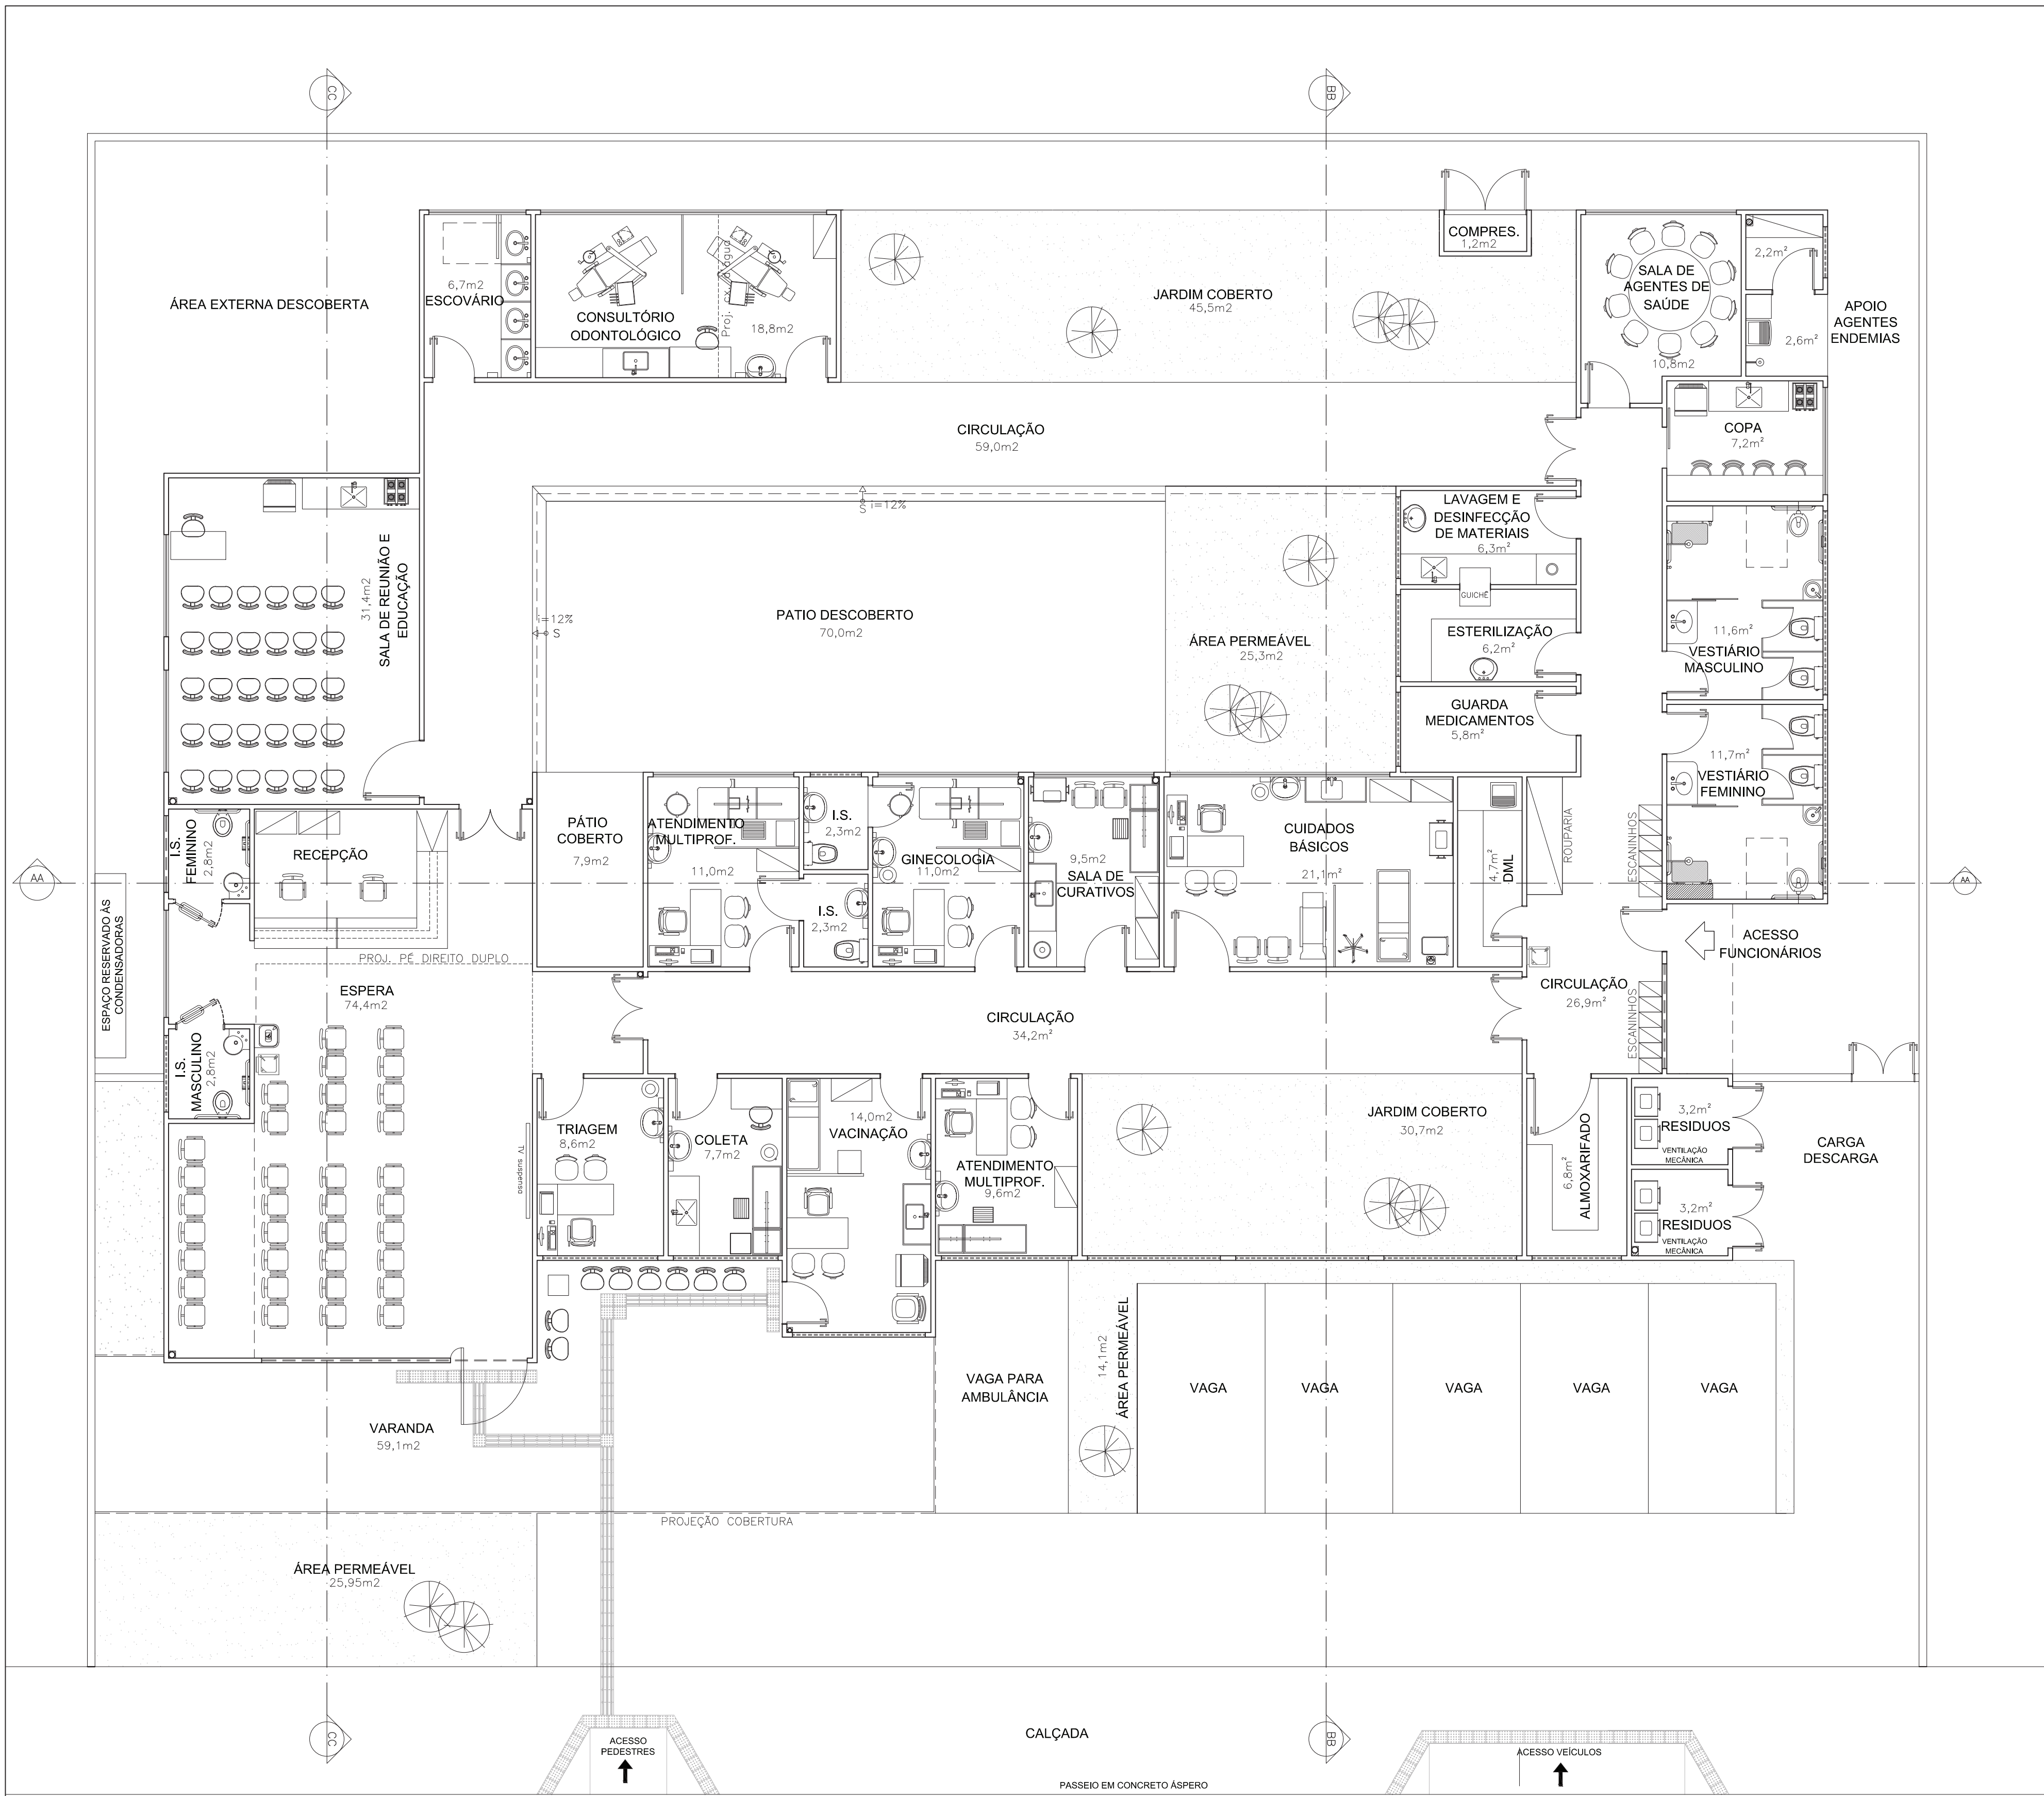 CC
BB
COMPRES.
1,2m2
SALA DE
AGENTES DE
SAÚDE
10,8m2
2,2m²
2,6m²
APOIO
AGENTES
ENDEMIAS
ÁREA EXTERNA DESCOBERTA
6,7m2
ESCOVÁRIO
CONSULTÓRIO
ODONTOLÓGICO
18,8m2
JARDIM COBERTO
45,5m2
CIRCULAÇÃO
59,0m2
COPA
7,2m²
SALA DE REUNIÃO E
EDUCAÇÃO
31,4m2
S i=12%
i=12%
S
PATIO DESCOBERTO
70,0m2
ÁREA PERMEÁVEL
25,3m2
LAVAGEM E
DESINFECÇÃO
DE MATERIAIS
6,3m²
GUICHÊ
ESTERILIZAÇÃO
6,2m²
GUARDA
MEDICAMENTOS
5,8m²
11,6m²
VESTIÁRIO
MASCULINO
11,7m²
VESTIÁRIO
FEMININO
I.S.
FEMININO
2,8m2
RECEPÇÃO
PÁTIO
COBERTO
7,9m2
ATENDIMENTO
MULTIPROF.
11,0m2
I.S.
2,3m2
I.S.
2,3m2
GINECOLOGIA
11,0m2
9,5m2
SALA DE
CURATIVOS
CUIDADOS
BÁSICOS
21,1m²
4,7m²
DML
ROUPARIA
ESCANINHOS
AA
AA
ESPAÇO RESERVADO ÀS
CONDENSADORAS
PROJ. PÉ DIREITO DUPLO
ESPERA
74,4m2
I.S.
MASCULINO
2,8m2
CIRCULAÇÃO
34,2m²
CIRCULAÇÃO
26,9m²
ESCANINHOS
ACESSO
FUNCIONÁRIOS
TRIAGEM
8,6m2
COLETA
7,7m2
14,0m2
VACINAÇÃO
ATENDIMENTO
MULTIPROF.
9,6m2
JARDIM COBERTO
30,7m2
6,8m²
ALMOXARIFADO
3,2m²
RESIDUOS
VENTILAÇÃO
MECÂNICA
3,2m²
RESIDUOS
VENTILAÇÃO
MECÂNICA
CARGA
DESCARGA
TV suspensa
VARANDA
59,1m2
VAGA PARA
AMBULÂNCIA
14,1m2
ÁREA PERMEÁVEL
VAGA
VAGA
VAGA
VAGA
VAGA
PROJEÇÃO COBERTURA
ÁREA PERMEÁVEL
25,95m2
CC
BB
CALÇADA
ACESSO
PEDESTRES
ACESSO VEÍCULOS
PASSEIO EM CONCRETO ÁSPERO